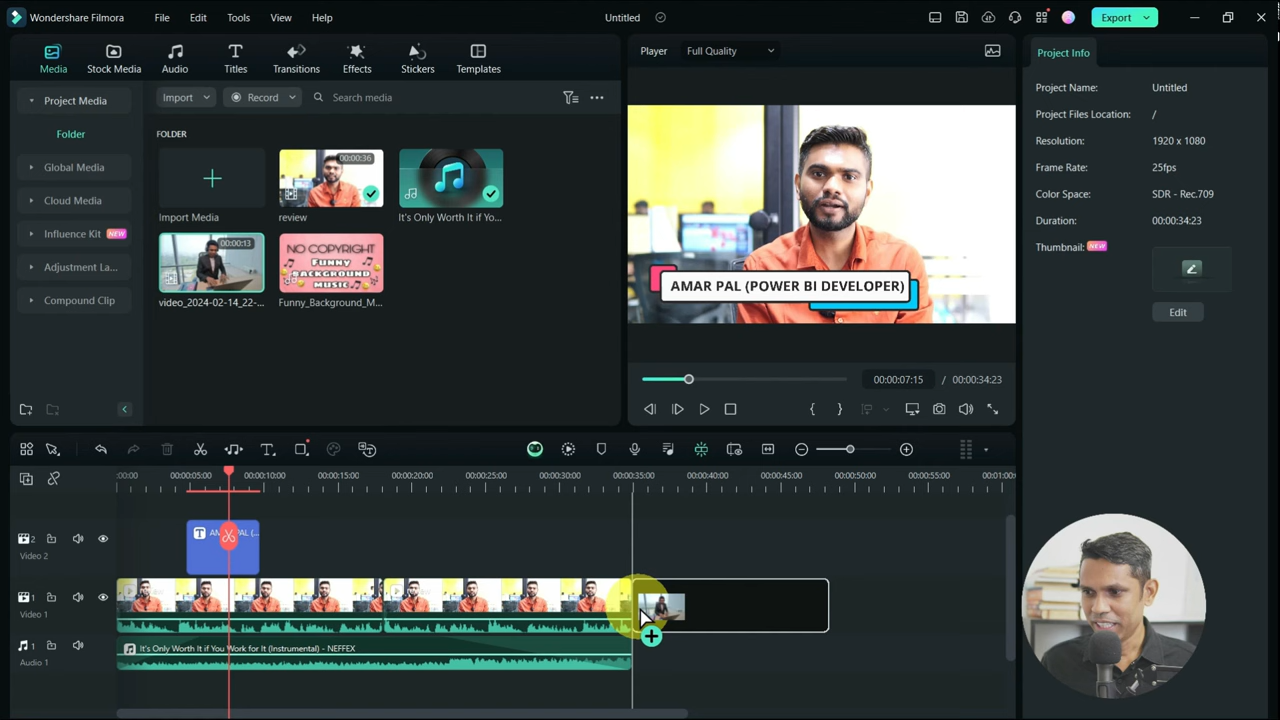 Wondershare Filmora File Edit Tools View Help Untitled Export
Media Stock Media Audio Titles Transitions Effects Stickers Templates
Player Full Quality
Project Info
Project Media
Folder
Global Media
Cloud Media
Influence Kit NEW
Adjustment La...
Compound Clip
Import Record Search media
FOLDER
Import Media
00:00:36
review
It's Only Worth It if Yo...
00:00:13
video_2024-02-14_22-...
NO COPYRIGHT
FUNNY
BACKGROUND
MUSIC
Funny_Background_M...
AMAR PAL (POWER BI DEVELOPER)
00:00:07:15 / 00:00:34:23
Project Name: Untitled
Project Files Location: /
Resolution: 1920 x 1080
Frame Rate: 25fps
Color Space: SDR - Rec.709
Duration: 00:00:34:23
Thumbnail: NEW
Edit
:00:00 00:00:05:00 00:00:10:00 00:00:15:00 00:00:20:00 00:00:25:00 00:00:30:00 00:00:35:00 00:00:40:00 00:00:45:00 00:00:50:00 00:00:55:00 00:01:00:0
2
Video 2
1
Video 1
It's Only Worth It if You Work for It (Instrumental) - NEFFEX
1
Audio 1